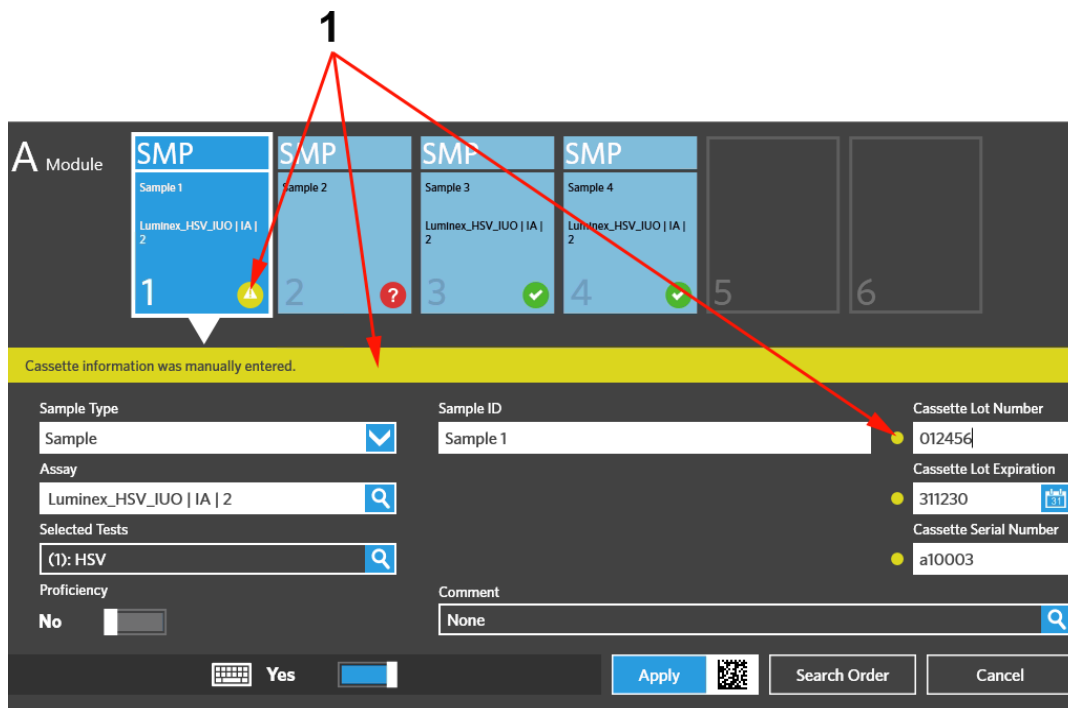 1
A Module
SMP
Sample 1
Luminex_HSV_IUO | IA |
2
1
SMP
Sample 2
2
?
SMP
Sample 3
Luminex_HSV_IUO | IA |
2
3
SMP
Sample 4
Luminex_HSV_IUO | IA |
2
4
5
6
Cassette information was manually entered.
Sample Type
Sample
Sample ID
Sample 1
Cassette Lot Number
012456
Assay
Luminex_HSV_IUO | IA | 2
Cassette Lot Expiration
311230
31
Selected Tests
(1): HSV
Cassette Serial Number
a10003
Proficiency
No
Comment
None
Yes
Apply
Search Order
Cancel